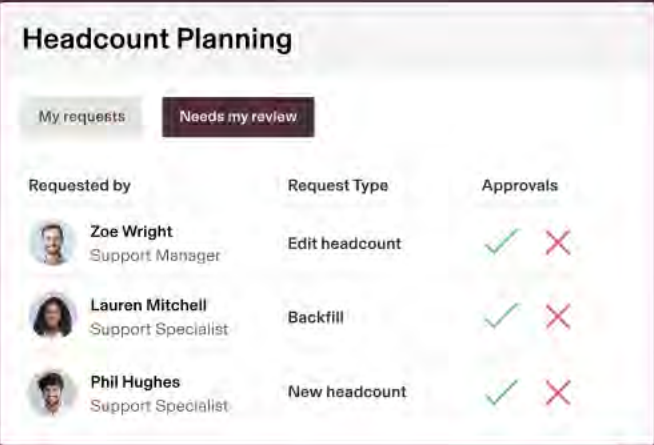 Headcount Planning
My requests
Needs my review
Requested by
Request Type
Approvals
Zoe Wright
Support Manager
Edit headcount
Lauren Mitchell
Support Specialist
Backfill
Phil Hughes
Support Specialist
New headcount